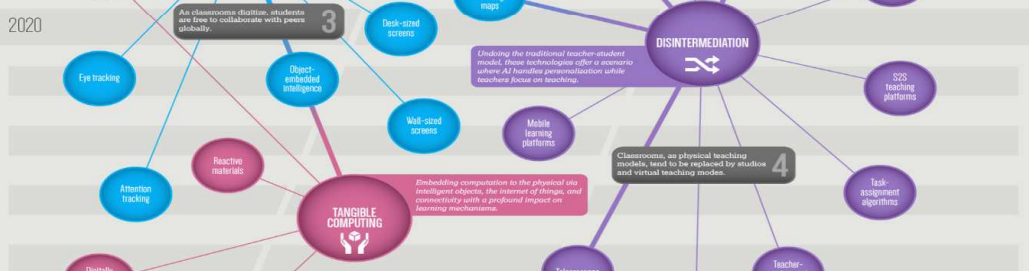 2020
As classrooms digitize, students
are free to collaborate with peers
globally.
3
Desk-sized
screens
maps
DISINTERMEDIATION
Undoing the traditional teacher-student
model, these technologies offer a scenario
where AI handles personalization while
teachers focus on teaching.
Eye tracking
Object-
embedded
intelligence
S2S
teaching
platforms
Wall-sized
screens
Mobile
learning
platforms
Reactive
materials
Classrooms, as physical teaching
models, tend to be replaced by studios
and virtual teaching modes.
4
Attention
tracking
Embedding computation to the physical via
intelligent objects, the internet of things, and
connectivity with a profound impact on
learning mechanisms.
Task-
assignment
algorithms
TANGIBLE
COMPUTING
Digitally
Telepresence
Teacher-